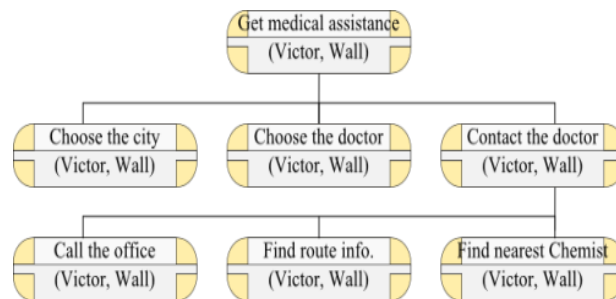 Get medical assistance
(Victor, Wall)
Choose the city
(Victor, Wall)
Choose the doctor
(Victor, Wall)
Contact the doctor
(Victor, Wall)
Call the office
(Victor, Wall)
Find route info.
(Victor, Wall)
Find nearest Chemist
(Victor, Wall)